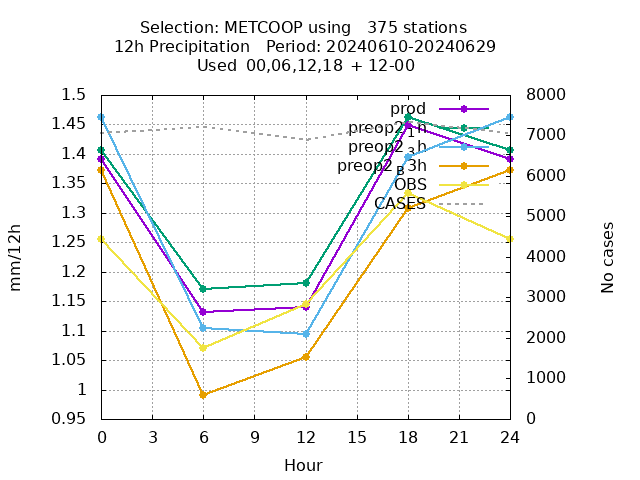 Selection: METCOOP using   375 stations
12h Precipitation   Period: 20240610-20240629
Used  00,06,12,18  + 12-00
1.5
1.45
1.4
1.35
1.3
1.25
1.2
1.15
1.1
1.05
1
0.95
mm/12h
8000
7000
6000
5000
4000
3000
2000
1000
0
No cases
prod
preop2_1h
preop2_3h
preop2_B3h
OBS
CASES
0 3 6 9 12 15 18 21 24
Hour